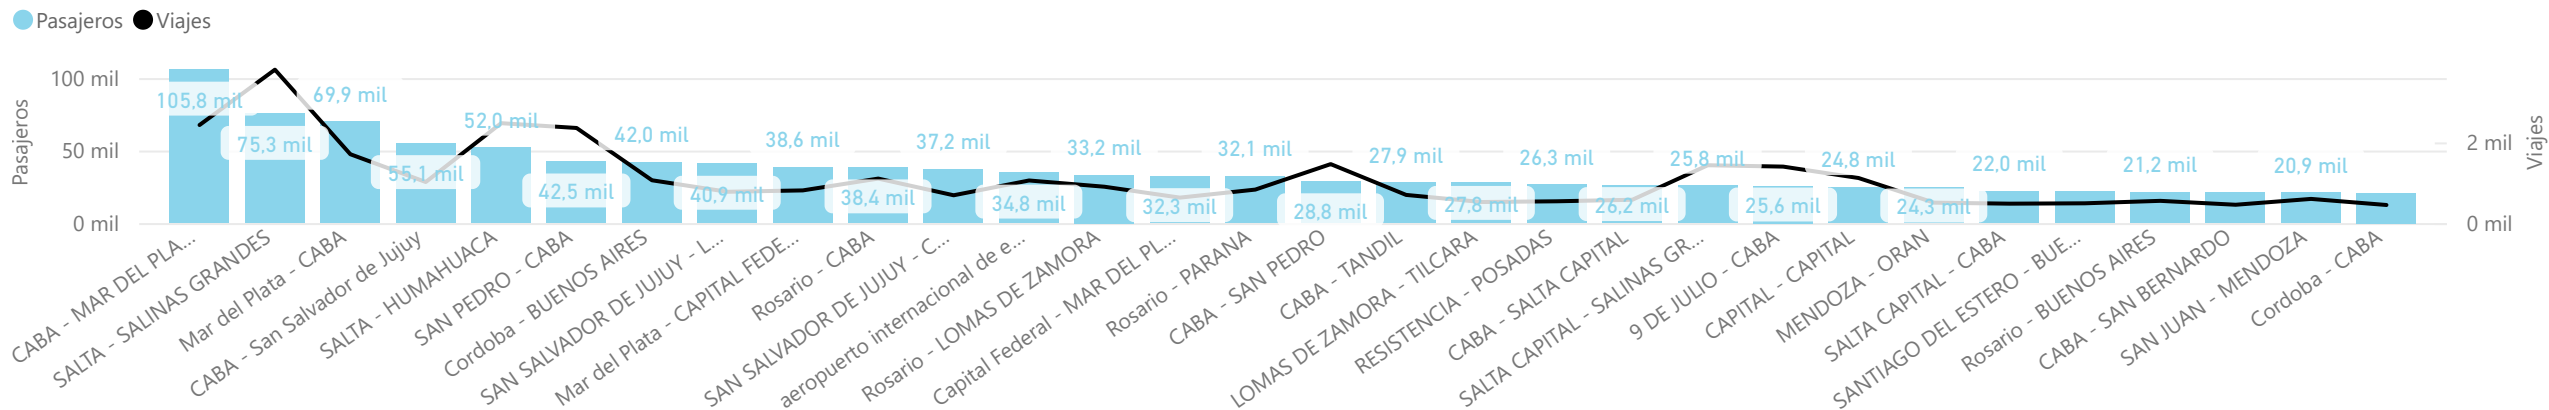 Pasajeros Viajes
Pasajeros
100 mil
50 mil
0 mil
105,8 mil
75,3 mil
69,9 mil
55,1 mil
52,0 mil
42,5 mil
42,0 mil
40,9 mil
38,6 mil
38,4 mil
37,2 mil
34,8 mil
33,2 mil
32,3 mil
32,1 mil
28,8 mil
27,9 mil
27,8 mil
26,3 mil
26,2 mil
25,8 mil
25,6 mil
24,8 mil
24,3 mil
22,0 mil
21,2 mil
20,9 mil
2 mil
0 mil
Viajes
CABA - MAR DEL PLA...
SALTA - SALINAS GRANDES
Mar del Plata - CABA
CABA - San Salvador de Jujuy
SALTA - HUMAHUACA
SAN PEDRO - CABA
Cordoba - BUENOS AIRES
SAN SALVADOR DE JUJUY - L...
Mar del Plata - CAPITAL FEDE...
Rosario - CABA
SAN SALVADOR DE JUJUY - C...
aeropuerto internacional de e...
Rosario - LOMAS DE ZAMORA
Capital Federal - MAR DEL PL...
Rosario - PARANA
CABA - SAN PEDRO
CABA - TANDIL
LOMAS DE ZAMORA - TILCARA
RESISTENCIA - POSADAS
CABA - SALTA CAPITAL
SALTA CAPITAL - SALINAS GR...
9 DE JULIO - CABA
CAPITAL - CAPITAL
MENDOZA - ORAN
SALTA CAPITAL - CABA
SANTIAGO DEL ESTERO - BUE...
Rosario - BUENOS AIRES
CABA - SAN BERNARDO
SAN JUAN - MENDOZA
Cordoba - CABA